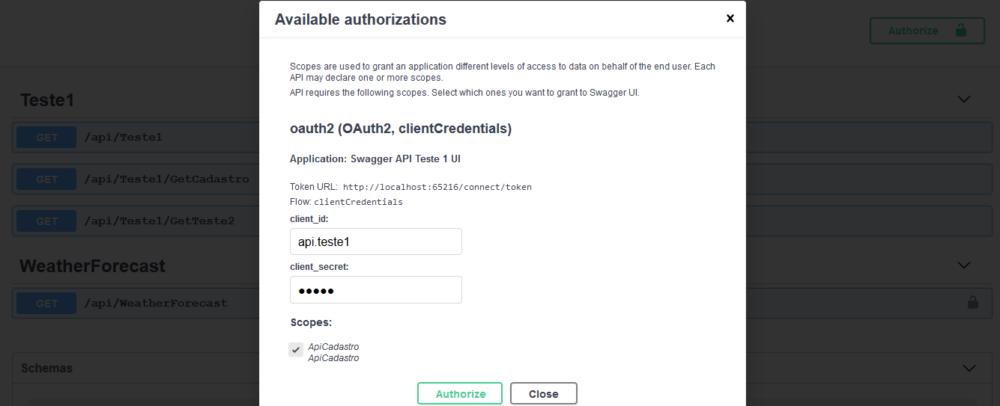 Available authorizations
×
Authorize
Scopes are used to grant an application different levels of access to data on behalf of the end user. Each
API may declare one or more scopes.
API requires the following scopes. Select which ones you want to grant to Swagger UI.
Teste1
GET /api/Teste1
GET /api/Teste1/GetCadastro
GET /api/Teste1/GetTeste2
WeatherForecast
GET /api/WeatherForecast
Schemas
oauth2 (OAuth2, clientCredentials)
Application: Swagger API Teste 1 UI
Token URL: http://localhost:65216/connect/token
Flow: clientCredentials
client_id:
api.teste1
client_secret:
●●●●●
Scopes:
ApiCadastro
ApiCadastro
Authorize
Close